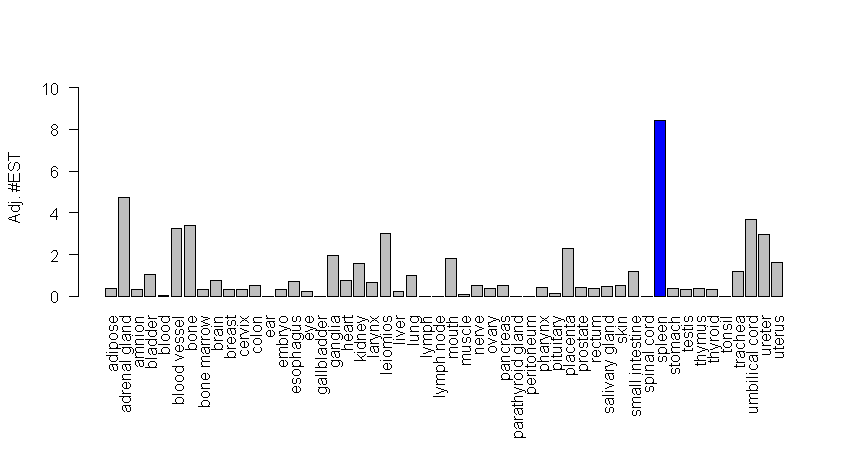 10
8
6
4
2
0
Adj. #EST
adipose
adrenal gland
amnion
bladder
blood
blood vessel
bone
bone marrow
brain
breast
cervix
colon
ear
embryo
esophagus
eye
gallbladder
ganglia
heart
kidney
larynx
leiomios
liver
lung
lymph
lymph node
mouth
muscle
nerve
ovary
pancreas
parathyroid gland
peritoneum
pharynx
pituitary
placenta
prostate
rectum
salivary gland
skin
small intestine
spinal cord
spleen
stomach
testis
thymus
thyroid
tonsil
trachea
umbilical cord
ureter
uterus